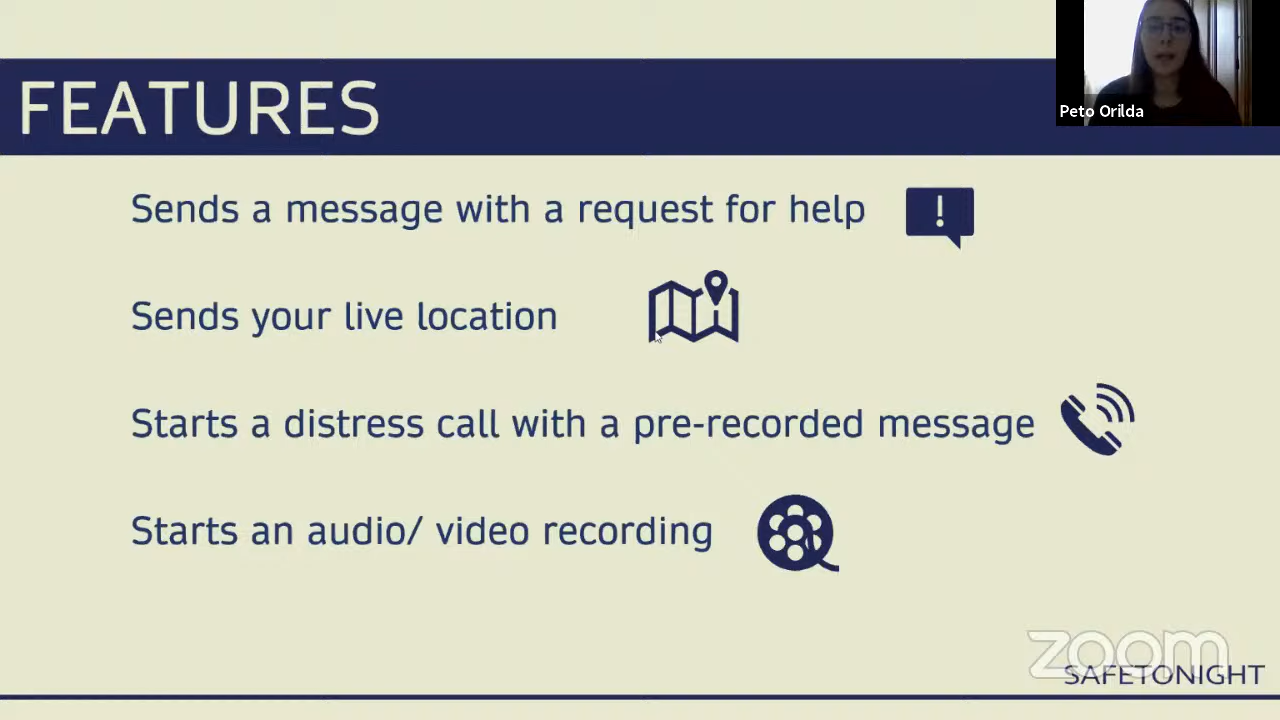 FEATURES
Peto Orilda
Sends a message with a request for help
!
Sends your live location
Starts a distress call with a pre-recorded message
Starts an audio/ video recording
zoom
SAFETONIGHT